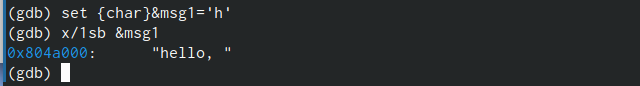 (gdb) set {char}&msg1='h'
(gdb) x/1sb &msg1
0x804a000:      "hello, "
(gdb)